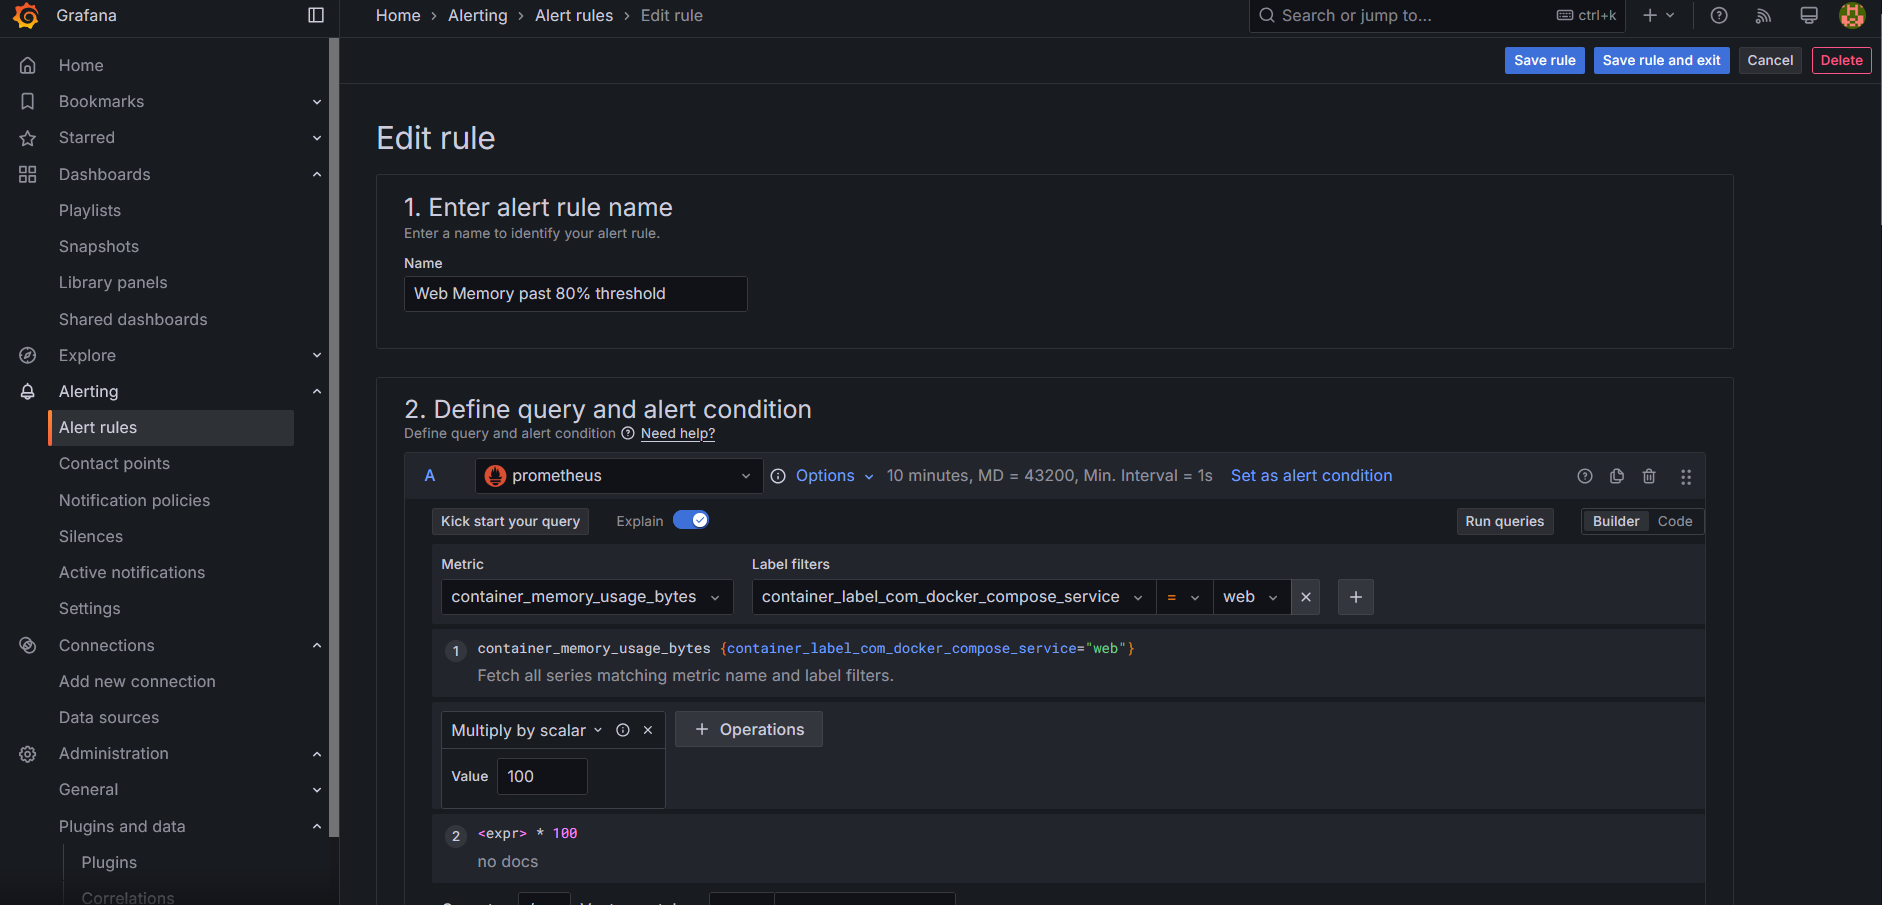 Grafana
Home > Alerting > Alert rules > Edit rule
Search or jump to...
ctrl+k
Save rule
Save rule and exit
Cancel
Delete
Home
Bookmarks
Starred
Dashboards
Playlists
Snapshots
Library panels
Shared dashboards
Explore
Alerting
Alert rules
Contact points
Notification policies
Silences
Active notifications
Settings
Connections
Add new connection
Data sources
Administration
General
Plugins and data
Plugins
Correlations
Edit rule
1. Enter alert rule name
Enter a name to identify your alert rule.
Name
Web Memory past 80% threshold
2. Define query and alert condition
Define query and alert condition Need help?
A prometheus Options 10 minutes, MD = 43200, Min. Interval = 1s Set as alert condition
Kick start your query Explain Run queries Builder Code
Metric Label filters
container_memory_usage_bytes container_label_com_docker_compose_service = web
1 container_memory_usage_bytes {container_label_com_docker_compose_service="web"}
Fetch all series matching metric name and label filters.
Multiply by scalar + Operations
Value 100
2 <expr> * 100
no docs